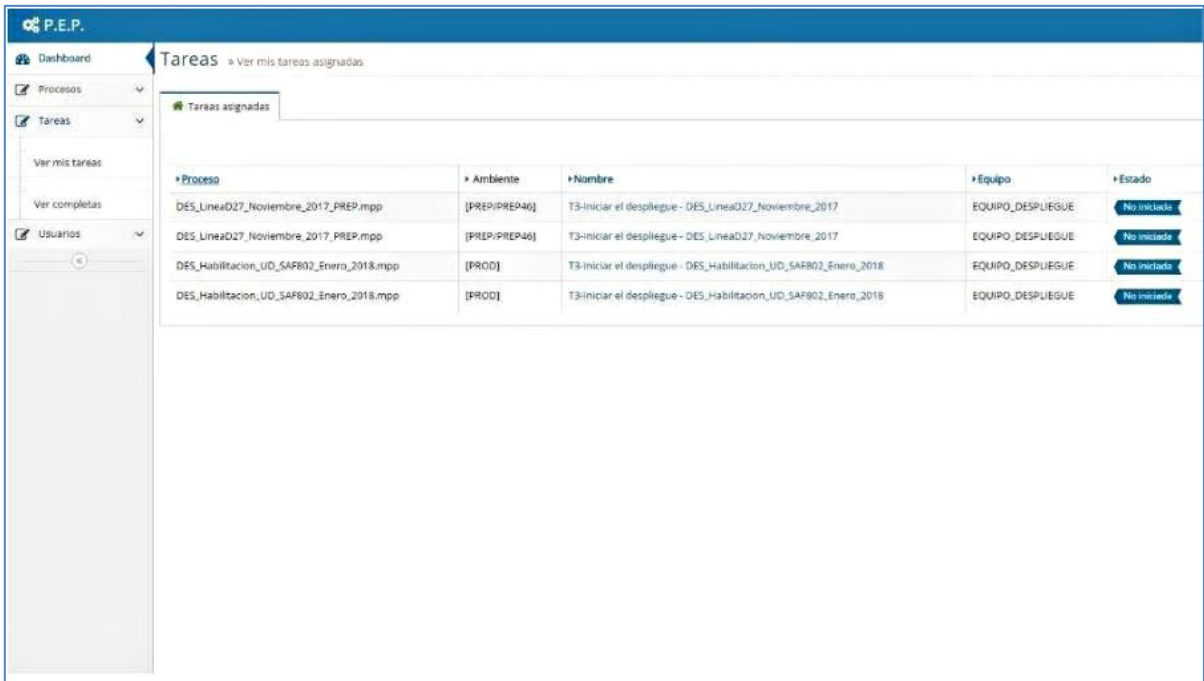 P.E.P.
Dashboard
Procesos
Tareas
Ver mis tareas
Ver completas
Usuarios
Tareas » Ver mis tareas asignadas
Tareas asignadas
Proceso Ambiente Nombre Equipo Estado
DES_LineaD27_Noviembre_2017_PREP.mpp [PREP/PREP46] T3-Iniciar el despliegue - DES_LineaD27_Noviembre_2017 EQUIPO_DESPLIEGUE No iniciada
DES_LineaD27_Noviembre_2017_PREP.mpp [PREP/PREP46] T3-Iniciar el despliegue - DES_LineaD27_Noviembre_2017 EQUIPO_DESPLIEGUE No iniciada
DES_Habilitacion_UD_SAF802_Enero_2018.mpp [PROD] T3-Iniciar el despliegue - DES_Habilitacion_UD_SAF802_Enero_2018 EQUIPO_DESPLIEGUE No iniciada
DES_Habilitacion_UD_SAF802_Enero_2018.mpp [PROD] T3-Iniciar el despliegue - DES_Habilitacion_UD_SAF802_Enero_2018 EQUIPO_DESPLIEGUE No iniciada